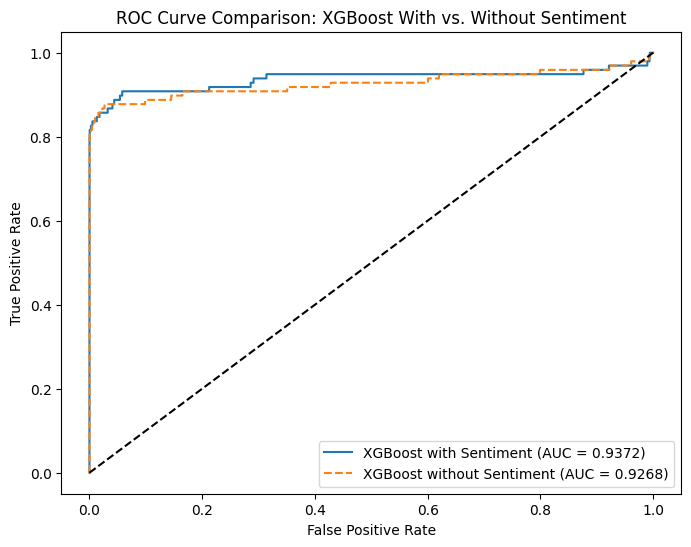 ROC Curve Comparison: XGBoost With vs. Without Sentiment
True Positive Rate
1.0
0.8
0.6
0.4
0.2
0.0
0.0 0.2 0.4 0.6 0.8 1.0
False Positive Rate
XGBoost with Sentiment (AUC = 0.9372)
XGBoost without Sentiment (AUC = 0.9268)